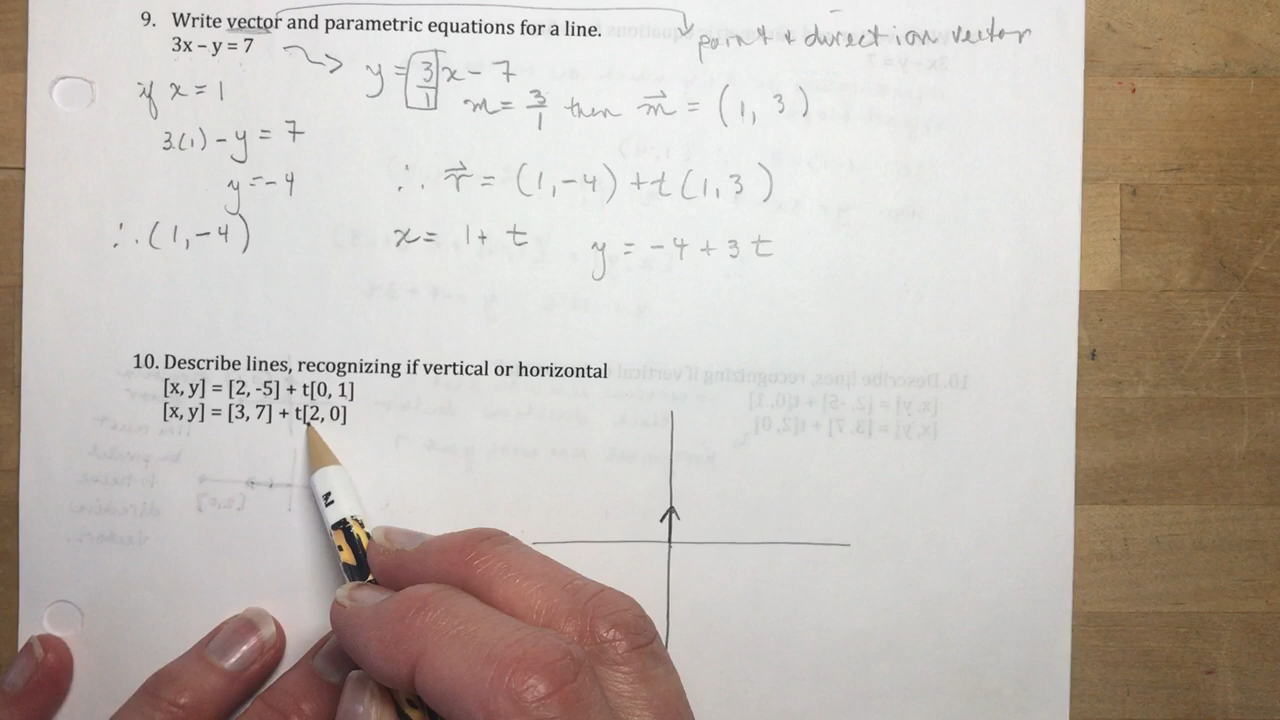 9. Write vector and parametric equations for a line.
3x – y = 7
point + direction vector
y = 3/1 x - 7
if x = 1
m = 3/1 then m⃗ = (1, 3)
3(1) - y = 7
y = -4
∴ r⃗ = (1, -4) + t(1, 3)
∴ (1, -4)
x = 1 + t
y = -4 + 3t
10. Describe lines, recognizing if vertical or horizontal
[x, y] = [2, -5] + t[0, 1]
[x, y] = [3, 7] + t[2, 0]
N